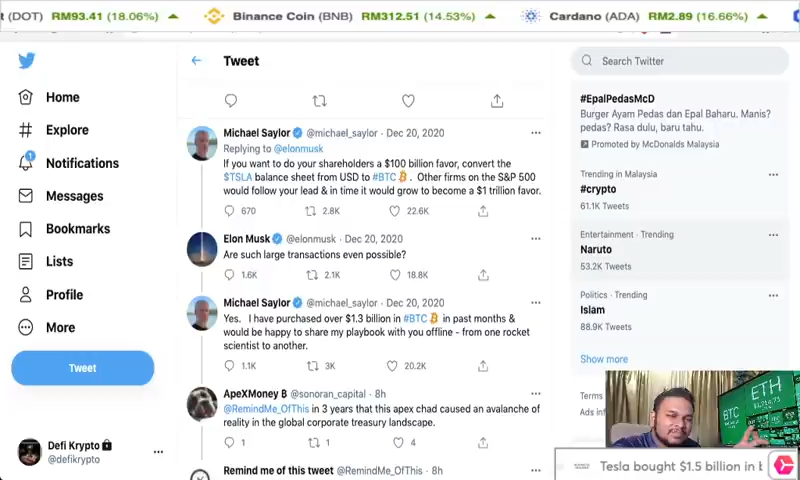 (DOT) RM93.41 (18.06%) Binance Coin (BNB) RM312.51 (14.53%) Cardano (ADA) RM2.89 (16.66%)
Tweet
Search Twitter
Home
Explore
1
Notifications
Messages
Bookmarks
Lists
Profile
More
Tweet
Defi Krypto
@defikrypto
Michael Saylor @michael_saylor · Dec 20, 2020
Replying to @elonmusk
If you want to do your shareholders a $100 billion favor, convert the
$TSLA balance sheet from USD to #BTC. Other firms on the S&P 500
would follow your lead & in time it would grow to become a $1 trillion favor.
670 2.8K 22.6K
Elon Musk @elonmusk · Dec 20, 2020
Are such large transactions even possible?
1.6K 2.1K 18.8K
Michael Saylor @michael_saylor · Dec 20, 2020
Yes. I have purchased over $1.3 billion in #BTC in past months &
would be happy to share my playbook with you offline - from one rocket
scientist to another.
1.1K 3K 20.2K
ApeXMoney B @sonoran_capital · 8h
@RemindMe_OfThis in 3 years that this apex chad caused an avalanche of
reality in the global corporate treasury landscape.
1 1 4
Remind me of this tweet @RemindMe_OfThis · 8h
#EpalPedasMcD
Burger Ayam Pedas dan Epal Baharu. Manis?
pedas? Rasa dulu, baru tahu.
Promoted by McDonalds Malaysia
Trending in Malaysia
#crypto
61.1K Tweets
Entertainment · Trending
Naruto
53.2K Tweets
Politics · Trending
Islam
88.9K Tweets
Show more
Terms
Ads
BTC
ETH
Tesla bought $1.5 billion in